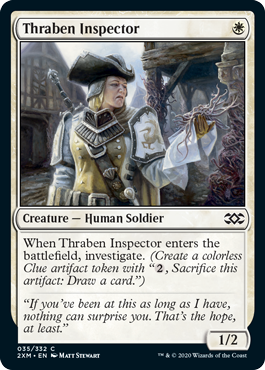 Thraben Inspector
Creature — Human Soldier
When Thraben Inspector enters the
battlefield, investigate. (Create a colorless
Clue artifact token with “2, Sacrifice this
artifact: Draw a card.”)
“If you've been at this as long as I have,
nothing can surprise you. That's the hope,
at least.”
1/2
035/332 C
2XM • EN Matt Stewart
™ & © 2020 Wizards of the Coast